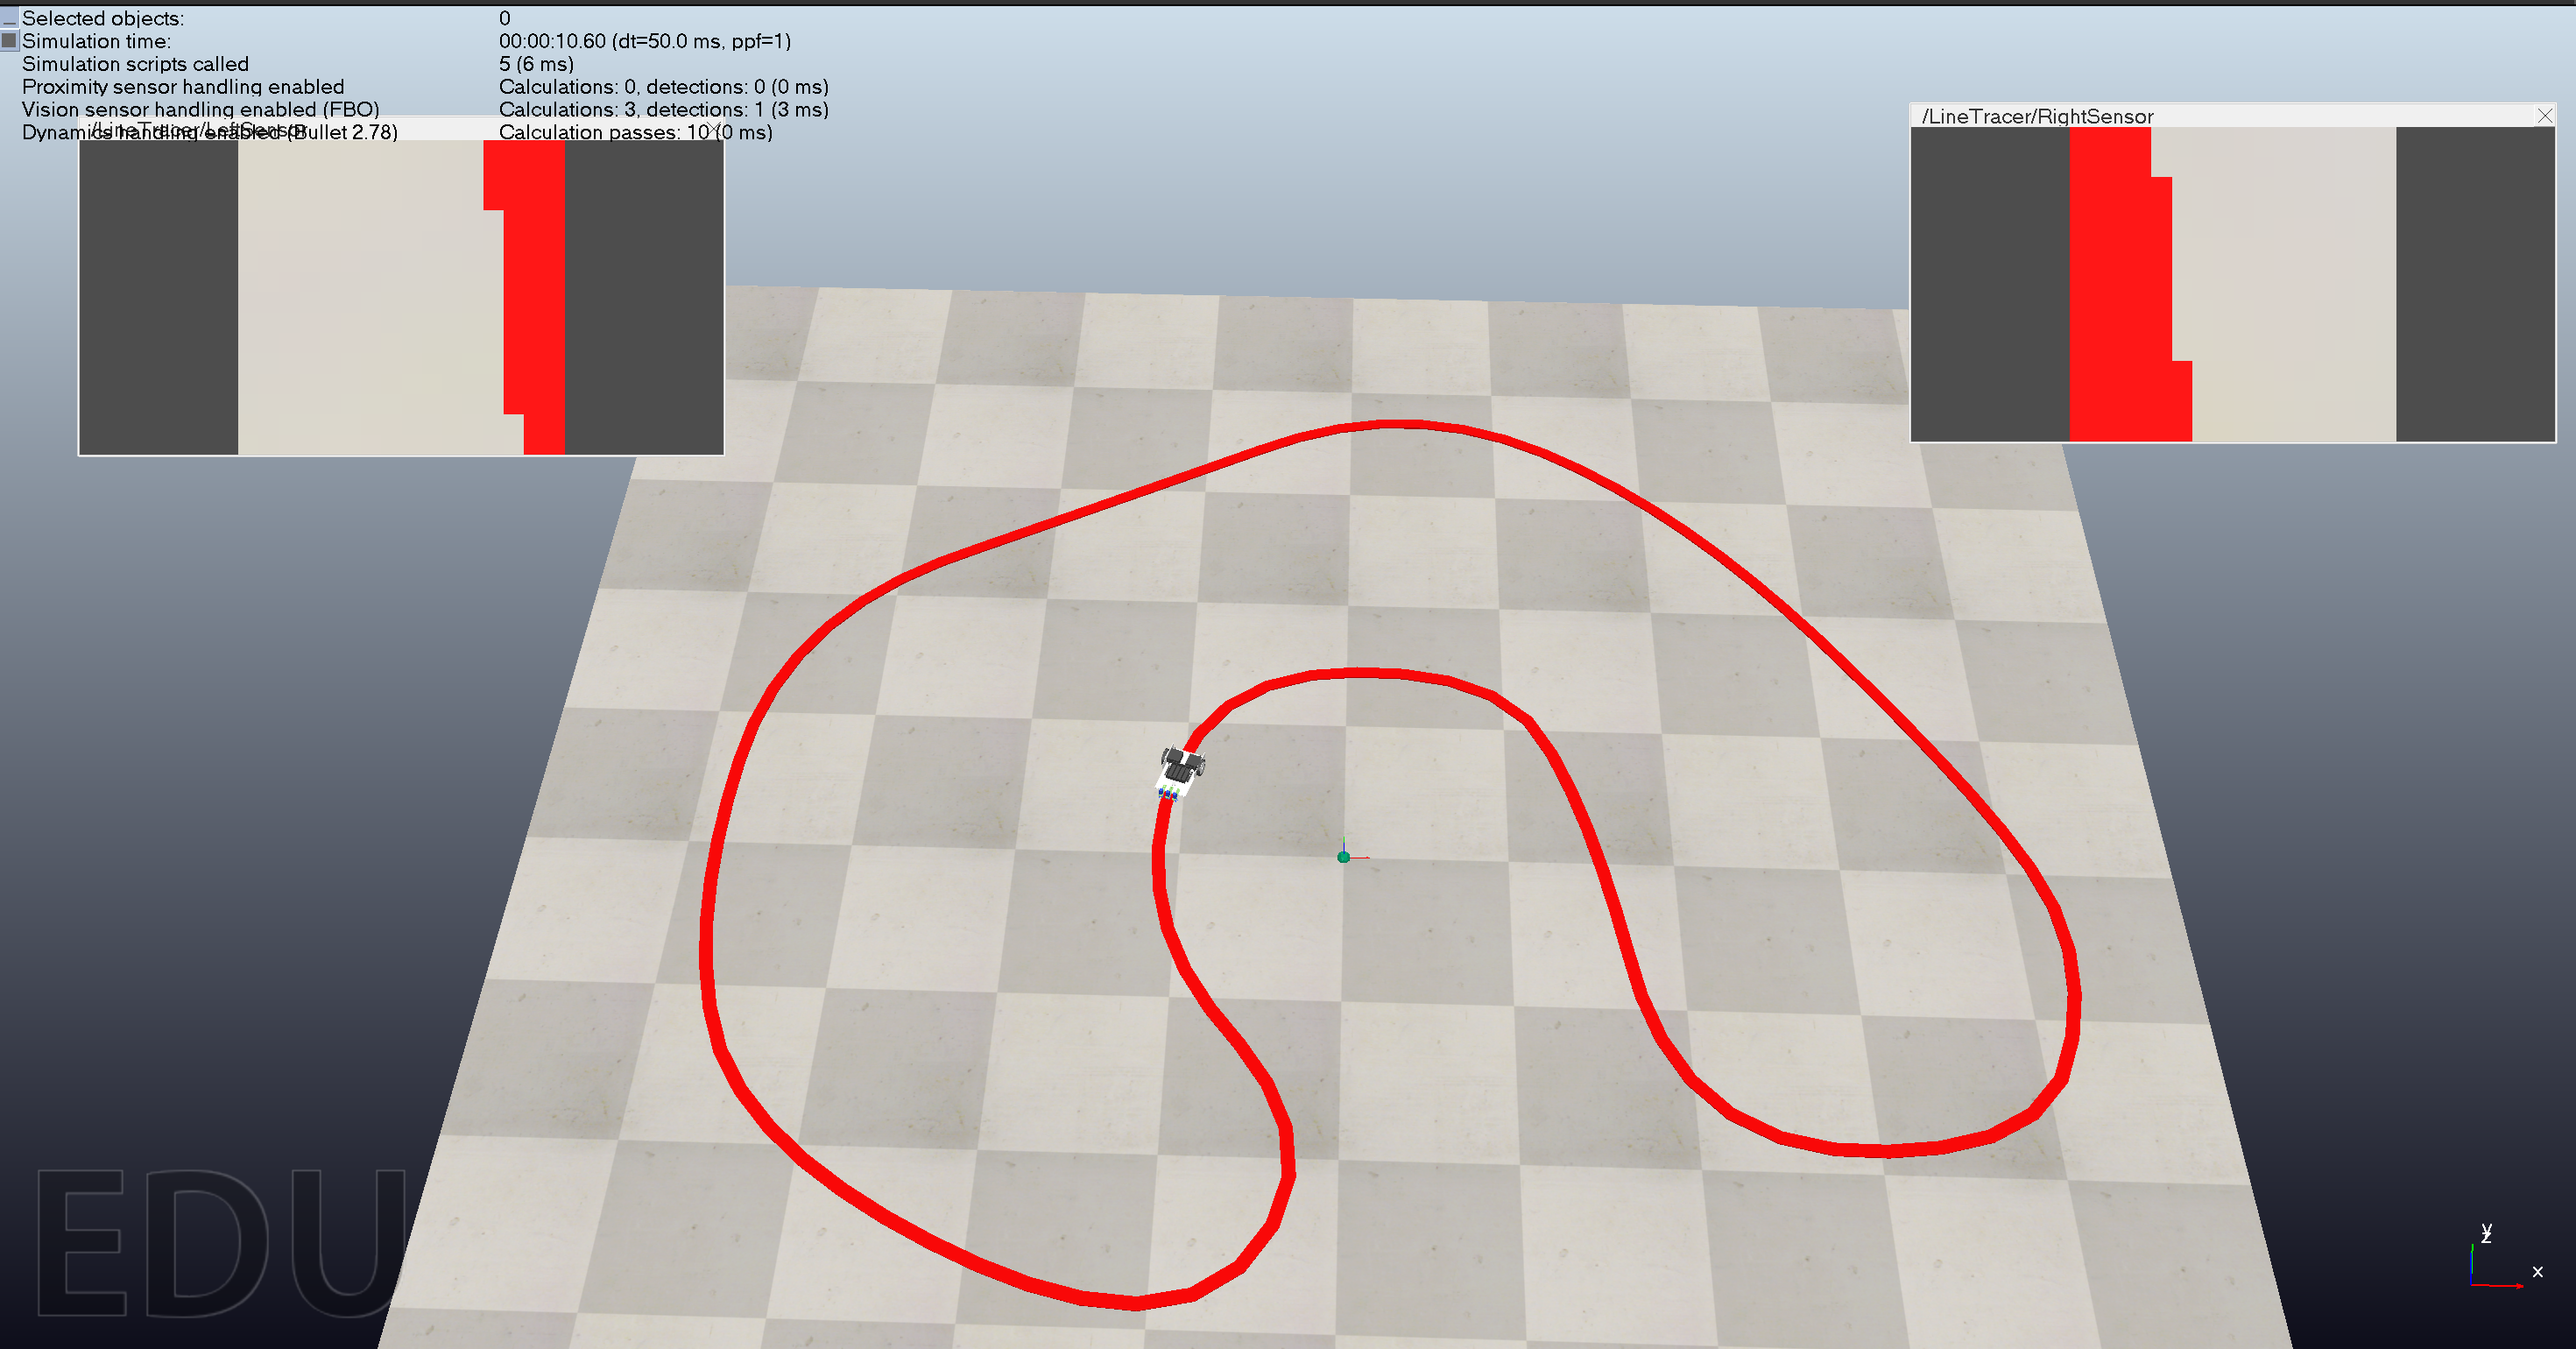 Selected objects: 0
Simulation time: 00:00:10.60 (dt=50.0 ms, ppf=1)
Simulation scripts called 5 (6 ms)
Proximity sensor handling enabled Calculations: 0, detections: 0 (0 ms)
Vision sensor handling enabled (FBO) Calculations: 3, detections: 1 (3 ms)
Dynamics handling enabled (Bullet 2.78) Calculation passes: 10 (0 ms)
/LineTracer/LeftSensor
/LineTracer/RightSensor
EDU
y
z
x